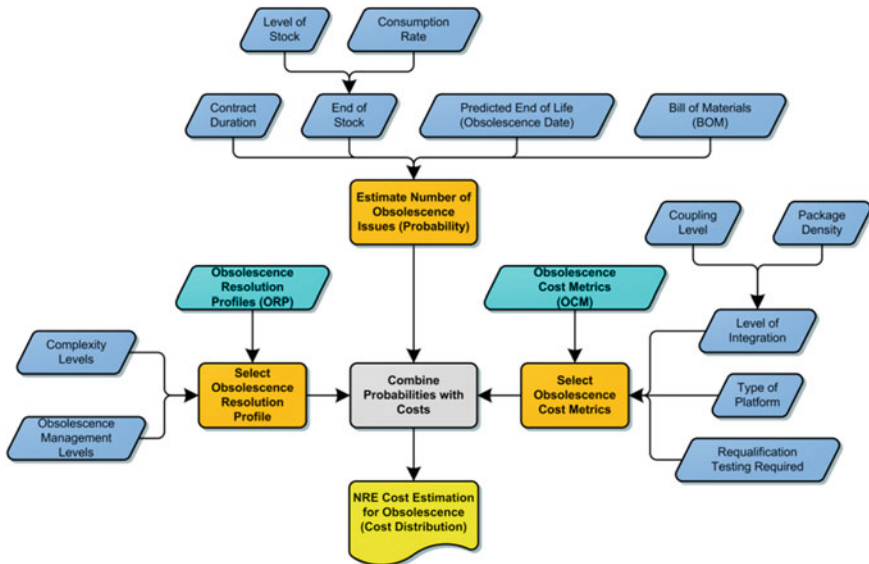 Level of
Stock
Consumption
Rate
Contract
Duration
End of
Stock
Predicted End of Life
(Obsolescence Date)
Bill of Materials
(BOM)
Estimate Number of
Obsolescence
Issues (Probability)
Coupling
Level
Package
Density
Obsolescence
Resolution
Profiles (ORP)
Obsolescence
Cost Metrics
(OCM)
Level of
Integration
Complexity
Levels
Select
Obsolescence
Resolution
Profile
Combine
Probabilities with
Costs
Select
Obsolescence
Cost Metrics
Type of
Platform
Obsolescence
Management
Levels
Requalification
Testing Required
NRE Cost Estimation
for Obsolescence
(Cost Distribution)